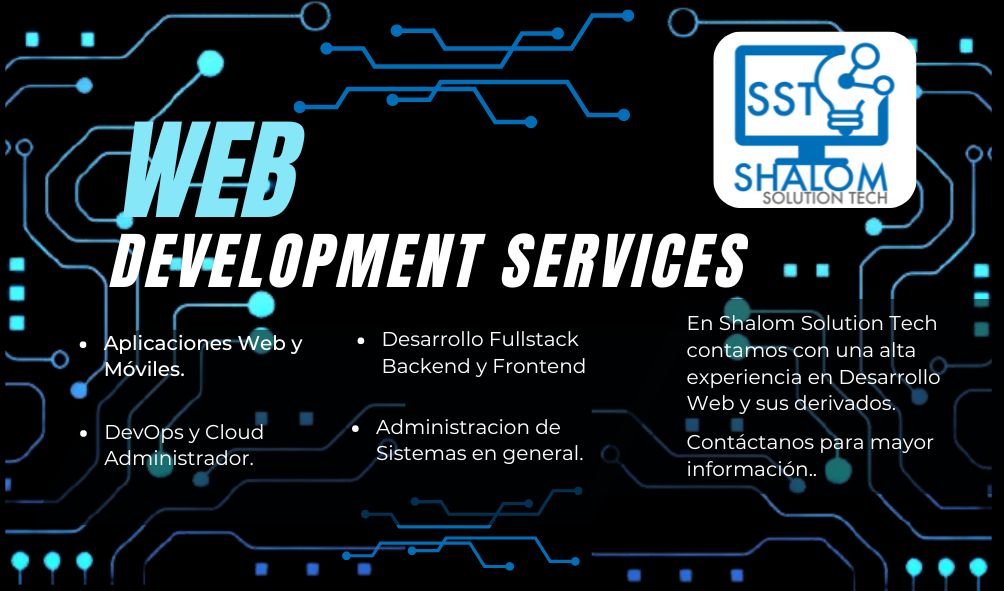 SST
SHALOM
SOLUTION TECH
WEB
DEVELOPMENT SERVICES
• Aplicaciones Web y
Móviles.
• DevOps y Cloud
Administrador.
• Desarrollo Fullstack
Backend y Frontend
• Administracion de
Sistemas en general.
En Shalom Solution Tech
contamos con una alta
experiencia en Desarrollo
Web y sus derivados.
Contáctanos para mayor
información..